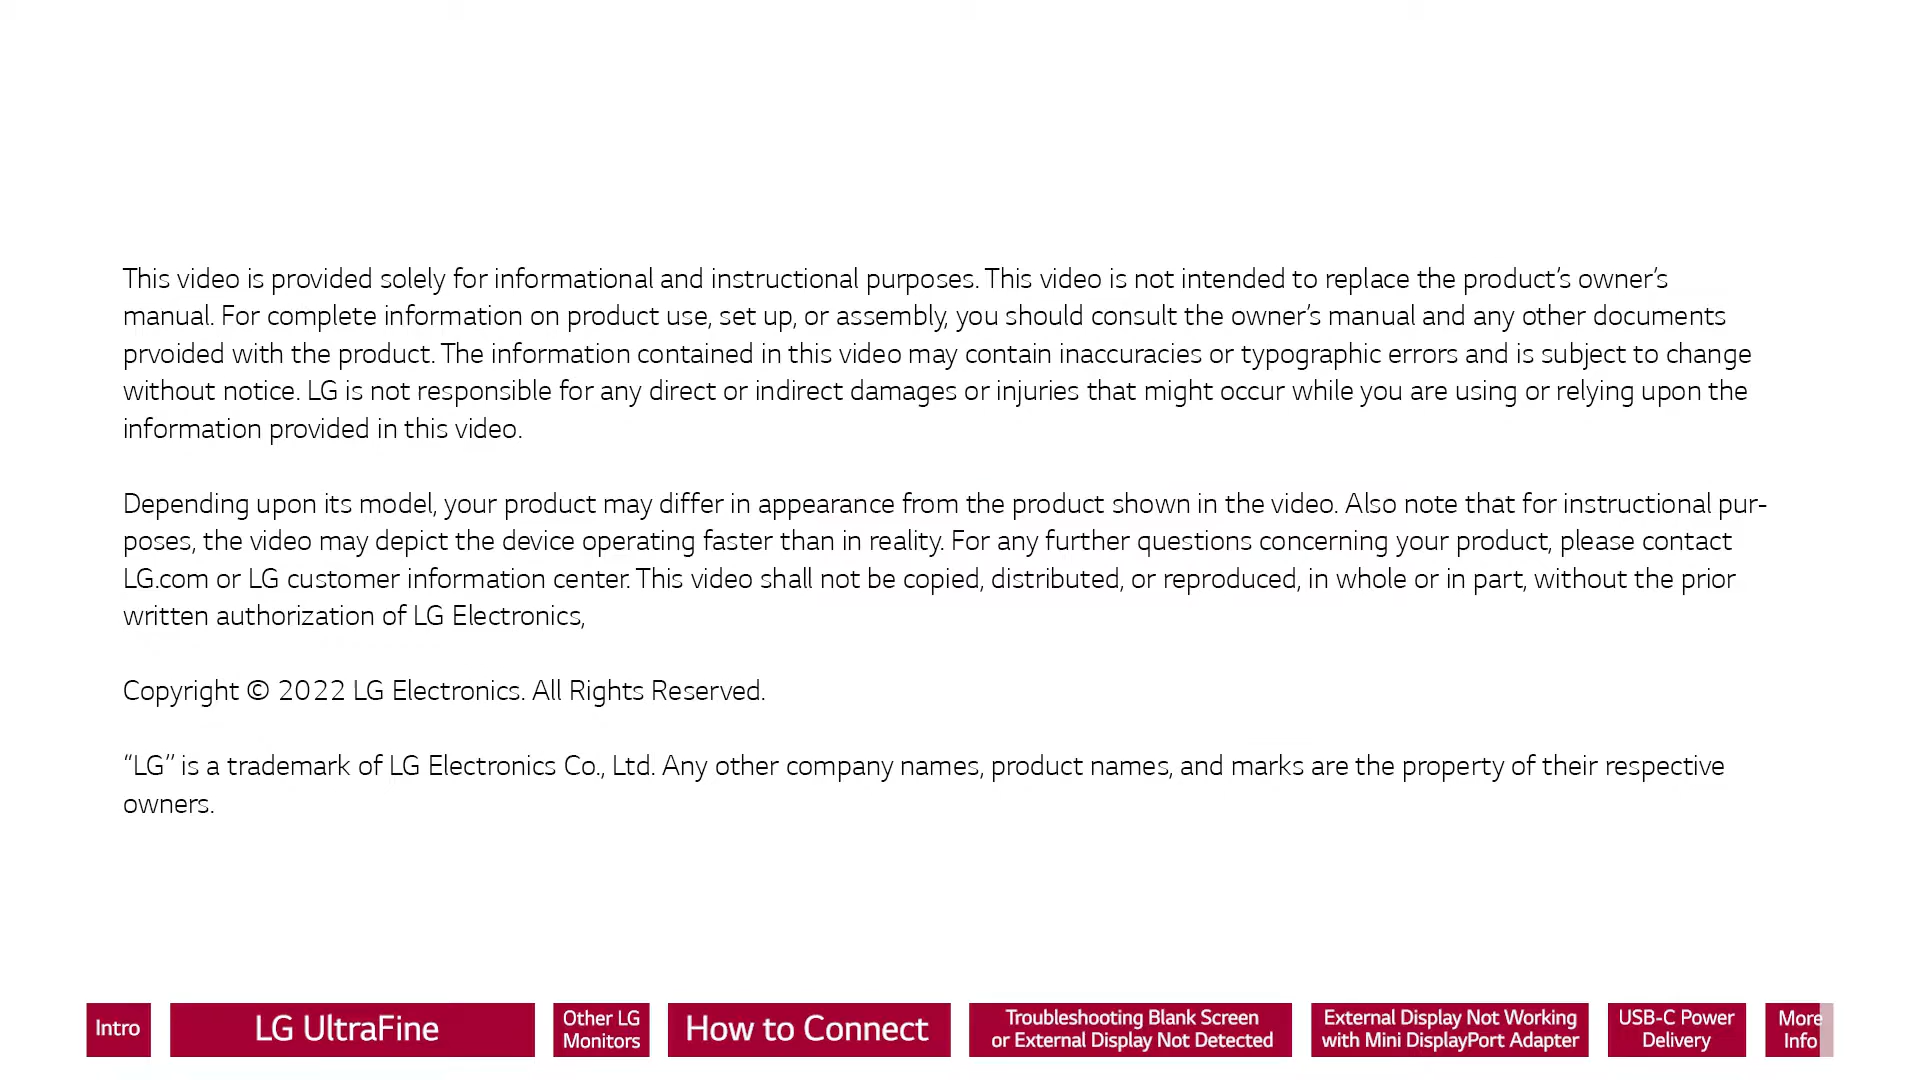 This video is provided solely for informational and instructional purposes. This video is not intended to replace the product’s owner’s
manual. For complete information on product use, set up, or assembly, you should consult the owner’s manual and any other documents
prvoided with the product. The information contained in this video may contain inaccuracies or typographic errors and is subject to change
without notice. LG is not responsible for any direct or indirect damages or injuries that might occur while you are using or relying upon the
information provided in this video.
Depending upon its model, your product may differ in appearance from the product shown in the video. Also note that for instructional pur-
poses, the video may depict the device operating faster than in reality. For any further questions concerning your product, please contact
LG.com or LG customer information center. This video shall not be copied, distributed, or reproduced, in whole or in part, without the prior
written authorization of LG Electronics,
Copyright © 2022 LG Electronics. All Rights Reserved.
“LG” is a trademark of LG Electronics Co., Ltd. Any other company names, product names, and marks are the property of their respective
owners.
Intro
LG UltraFine
Other LG
Monitors
How to Connect
Troubleshooting Blank Screen
or External Display Not Detected
External Display Not Working
with Mini DisplayPort Adapter
USB-C Power
Delivery
More
Info